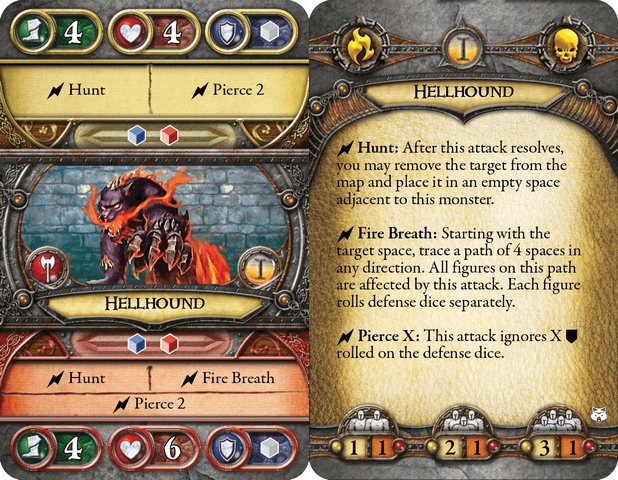 4 4
Hunt Pierce 2
I
HELLHOUND
Hunt Fire Breath
Pierce 2
4 6
I
HELLHOUND
Hunt: After this attack resolves,
you may remove the target from the
map and place it in an empty space
adjacent to this monster.
Fire Breath: Starting with the
target space, trace a path of 4 spaces in
any direction. All figures on this path
are affected by this attack. Each figure
rolls defense dice separately.
Pierce X: This attack ignores X
rolled on the defense dice.
1 1 2 1 3 1